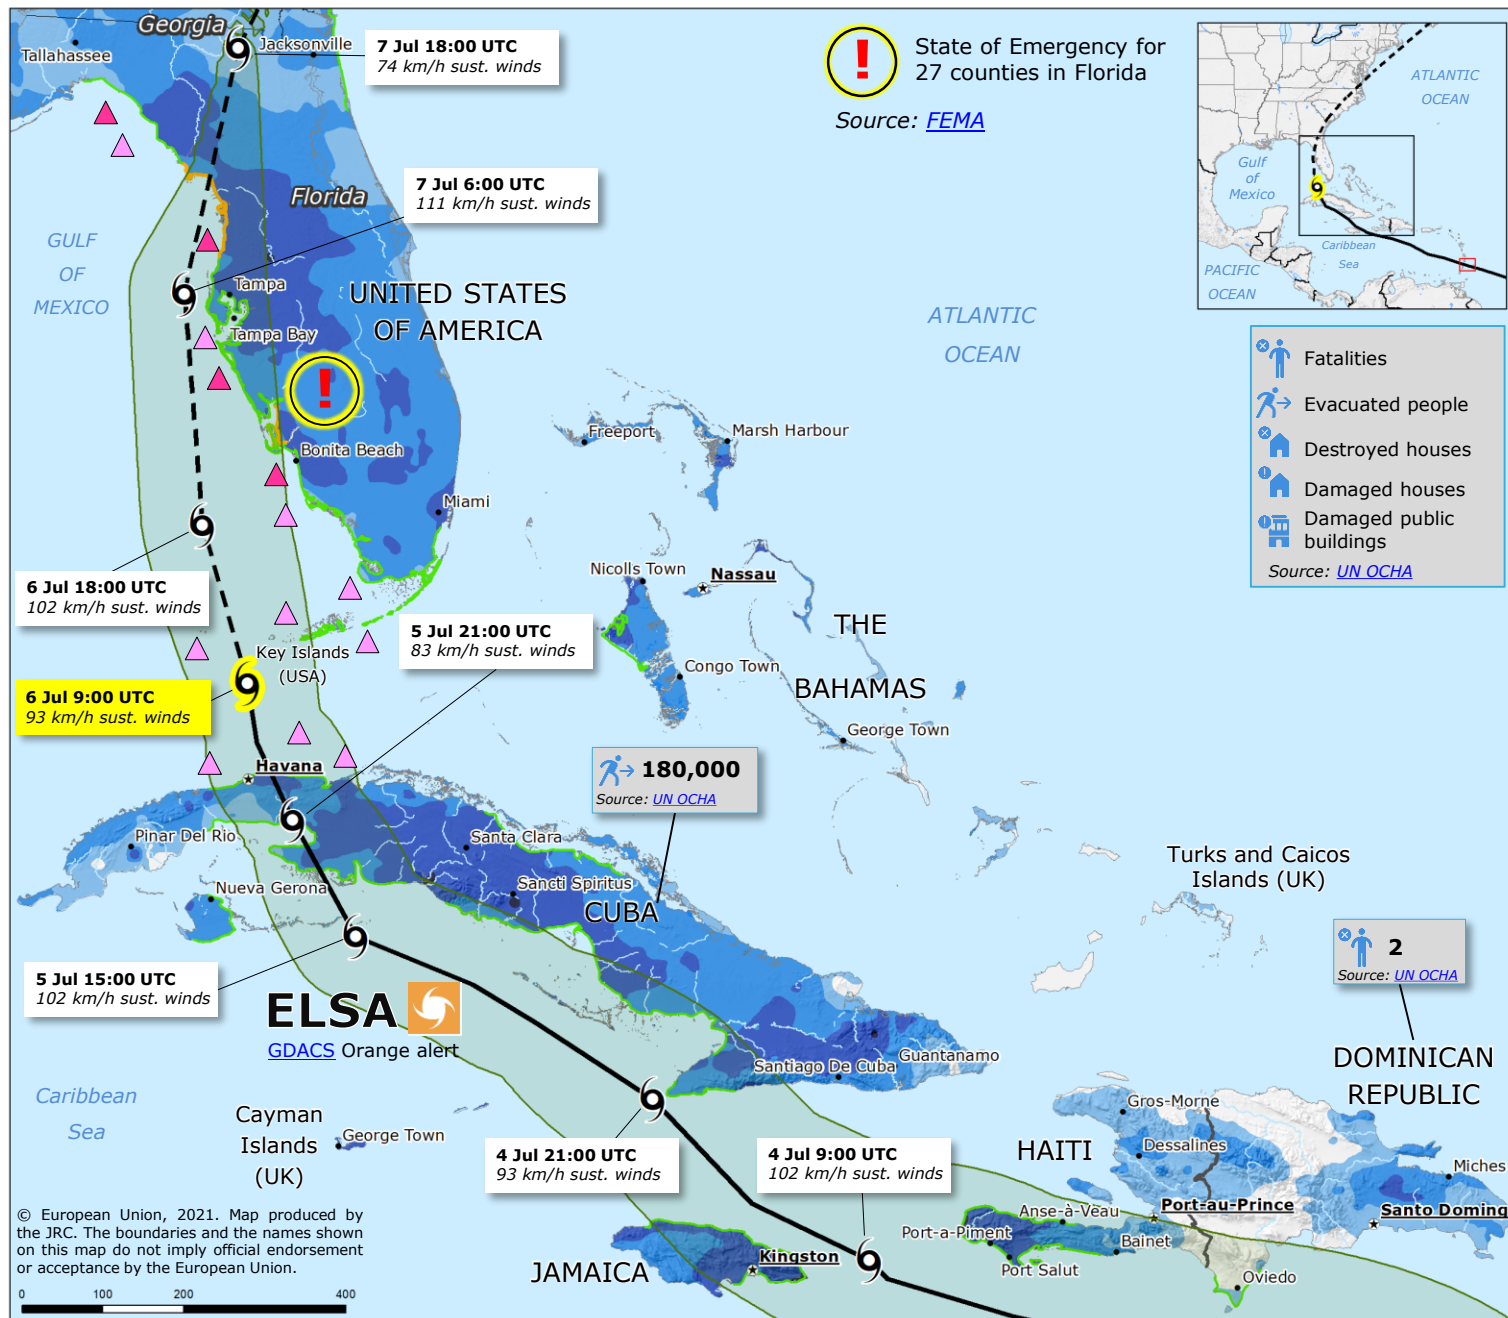 Georgia
Tallahassee
Jacksonville
7 Jul 18:00 UTC
74 km/h sust. winds
!
State of Emergency for
27 counties in Florida
Source: FEMA
ATLANTIC
OCEAN
Gulf
of
Mexico
Caribbean
Sea
PACIFIC
OCEAN
7 Jul 6:00 UTC
111 km/h sust. winds
Florida
GULF
OF
MEXICO
Tampa
Tampa Bay
UNITED STATES
OF AMERICA
ATLANTIC
OCEAN
!
Fatalities
Evacuated people
Destroyed houses
Damaged houses
Damaged public
buildings
Source: UN OCHA
Freeport
Marsh Harbour
Bonita Beach
Miami
6 Jul 18:00 UTC
102 km/h sust. winds
Nicolls Town
Nassau
THE
BAHAMAS
5 Jul 21:00 UTC
83 km/h sust. winds
Key Islands
(USA)
Congo Town
6 Jul 9:00 UTC
93 km/h sust. winds
George Town
Havana
180,000
Source: UN OCHA
Pinar Del Rio
Santa Clara
Nueva Gerona
Sancti Spiritus
CUBA
Turks and Caicos
Islands (UK)
2
Source: UN OCHA
5 Jul 15:00 UTC
102 km/h sust. winds
ELSA
GDACS Orange alert
Santiago De Cuba
Guantanamo
DOMINICAN
REPUBLIC
Caribbean
Sea
Cayman
Islands
(UK)
George Town
4 Jul 21:00 UTC
93 km/h sust. winds
4 Jul 9:00 UTC
102 km/h sust. winds
HAITI
Gros-Morne
Dessalines
Miches
Port-au-Prince
Santo Doming
Anse-à-Veau
Port-a-Piment
Bainet
Port Salut
Oviedo
JAMAICA
Kingston
© European Union, 2021. Map produced by
the JRC. The boundaries and the names shown
on this map do not imply official endorsement
or acceptance by the European Union.
0 100 200 400